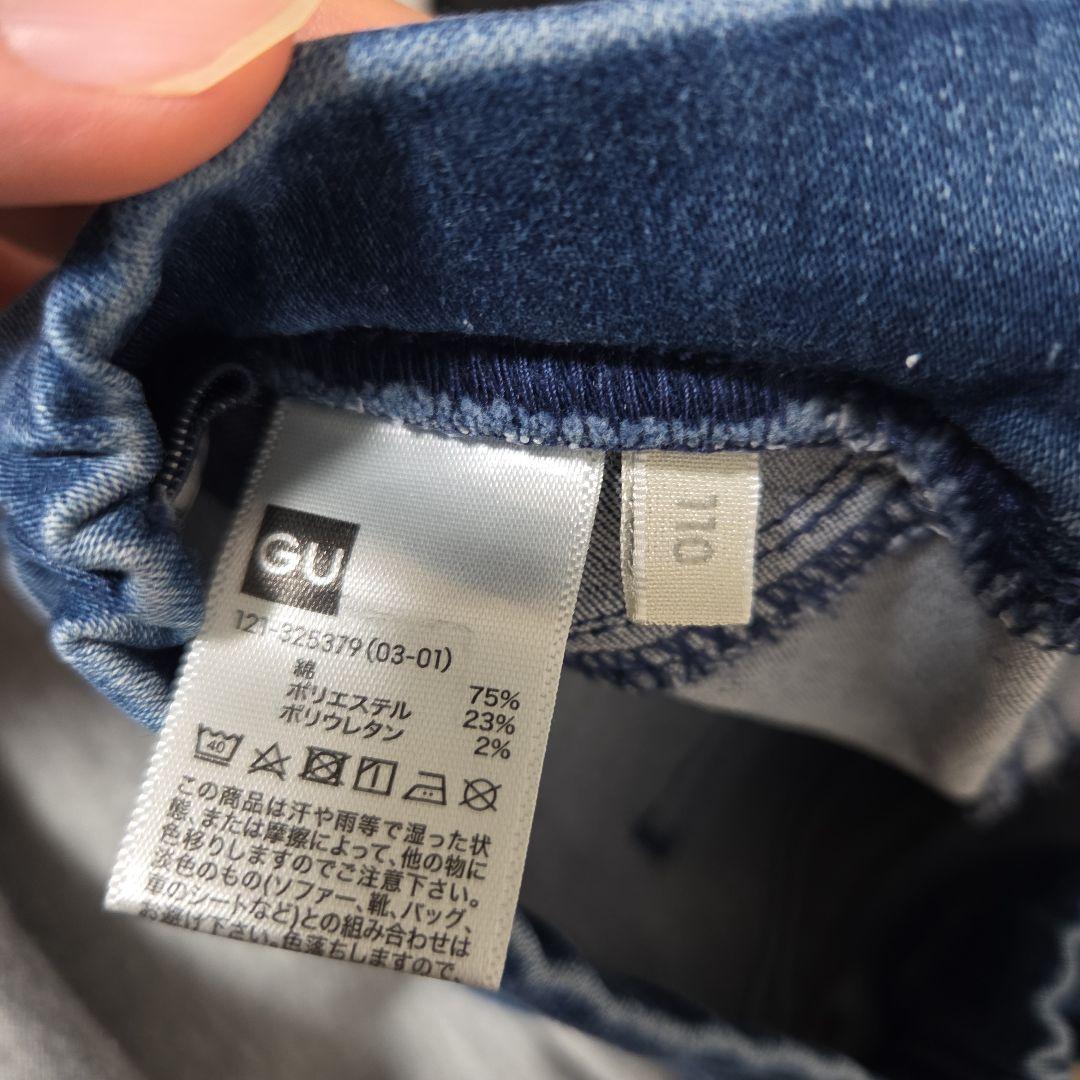 GU
121-325379 (03-01)
綿 75%
ポリエステル 23%
ポリウレタン 2%
40
この商品は汗や雨等で湿った状
態、または摩擦によって、他の物に
色移りしますのでご注意下さい。
淡色のもの(ソファー、靴、バッグ、
車のシートなど)との組み合わせは
お避け下さい。色落ちしますので、
110